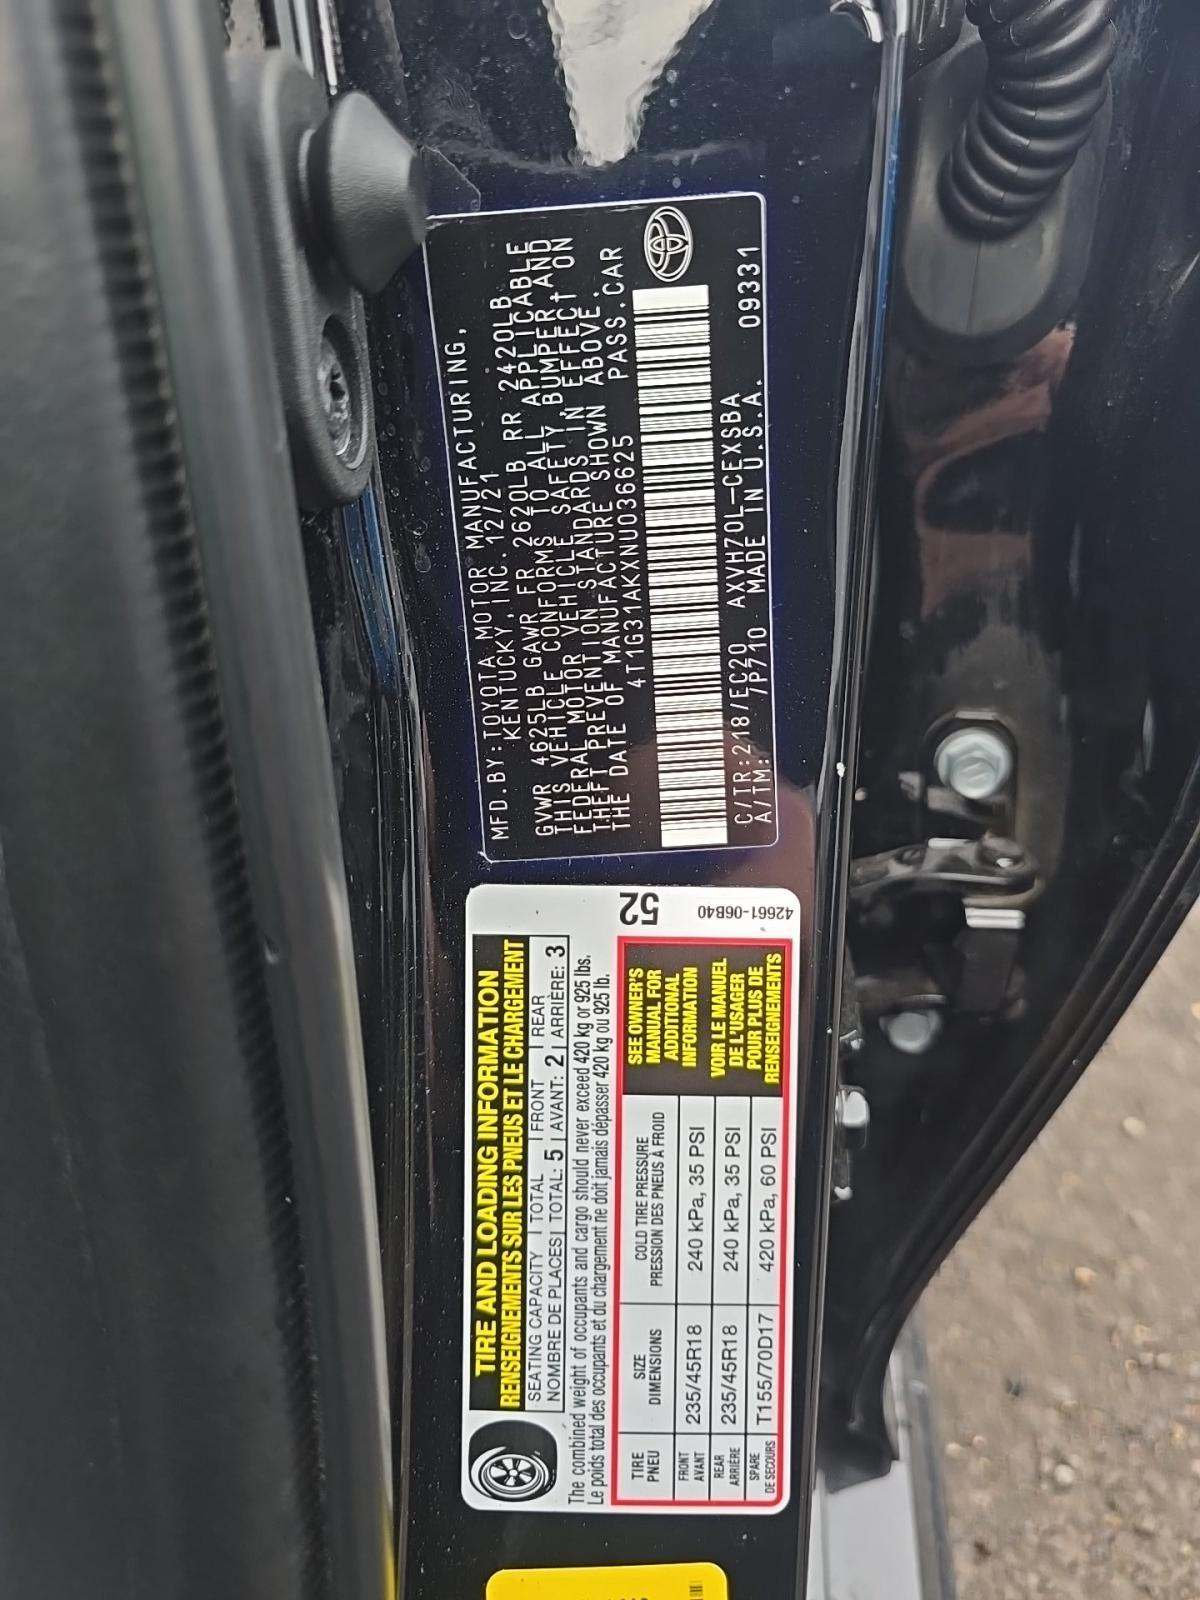 MFD.BY:TOYOTA MOTOR MANUFACTURING,
KENTUCKY,INC. 12/21
GVWR 4625LB GAWR FR 2620LB RR 2420LB
THIS VEHICLE CONFORMS TO ALL APPLICABLE
FEDERAL MOTOR VEHICLE SAFETY,BUMPER,AND
THEFT PREVENTION STANDARDS IN EFFECT ON
THE DATE OF MANUFACTURE SHOWN ABOVE.
4T1G31AKXNU036625 PASS.CAR
C/TR:218/EC20 AXVH70L-CEXSBA
A/TM: /P710 MADE IN U.S.A. 09331
TIRE AND LOADING INFORMATION
RENSEIGNEMENTS SUR LES PNEUS ET LE CHARGEMENT
SEATING CAPACITY TOTAL FRONT REAR
NOMBRE DE PLACES TOTAL: 5 AVANT: 2 ARRIÈRE: 3
The combined weight of occupants and cargo should never exceed 420 kg or 925 lbs.
Le poids total des occupants et du chargement ne doit jamais dépasser 420 kg ou 925 lb.
TIRE SIZE COLD TIRE PRESSURE
PNEU DIMENSIONS PRESSION DES PNEUS À FROID
FRONT
AVANT 235/45R18 240 kPa, 35 PSI
REAR
ARRIÈRE 235/45R18 240 kPa, 35 PSI
SPARE
DE SECOURS T155/70D17 420 kPa, 60 PSI
SEE OWNER'S
MANUAL FOR
ADDITIONAL
INFORMATION
VOIR LE MANUEL
DE L'USAGER
POUR PLUS DE
RENSEIGNEMENTS
52
42661-06B40